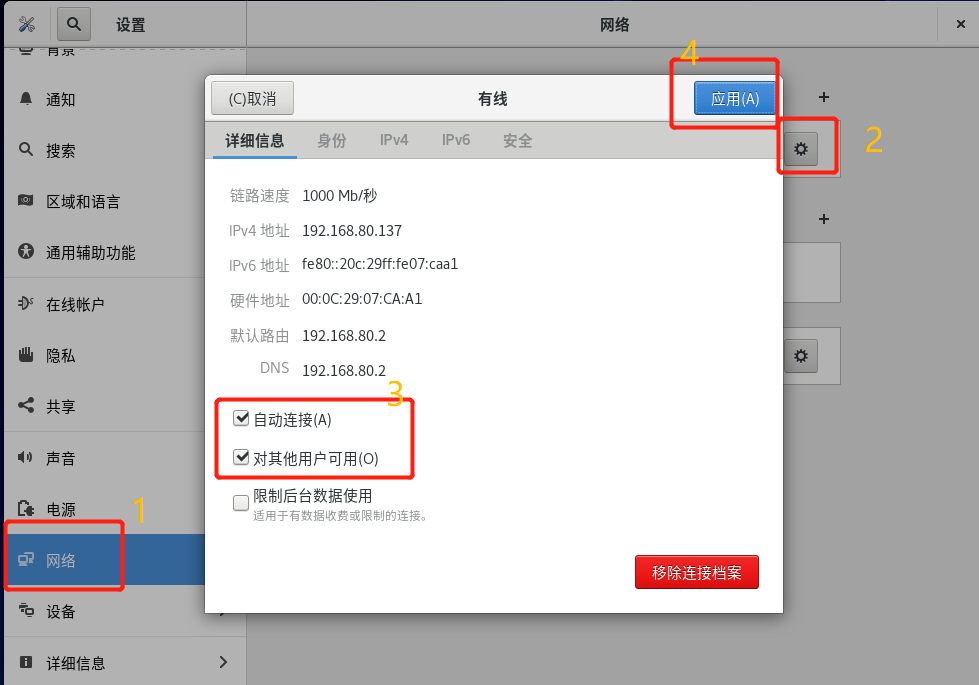 设置
网络
背景
通知
搜索
区域和语言
通用辅助功能
在线帐户
隐私
共享
声音
电源
1
网络
设备
详细信息
4
(C)取消
有线
应用(A)
2
详细信息 身份 IPv4 IPv6 安全
链路速度 1000 Mb/秒
IPv4 地址 192.168.80.137
IPv6 地址 fe80::20c:29ff:fe07:caa1
硬件地址 00:0C:29:07:CA:A1
默认路由 192.168.80.2
DNS 192.168.80.2
3
自动连接(A)
对其他用户可用(O)
限制后台数据使用
适用于有数据收费或限制的连接。
移除连接档案